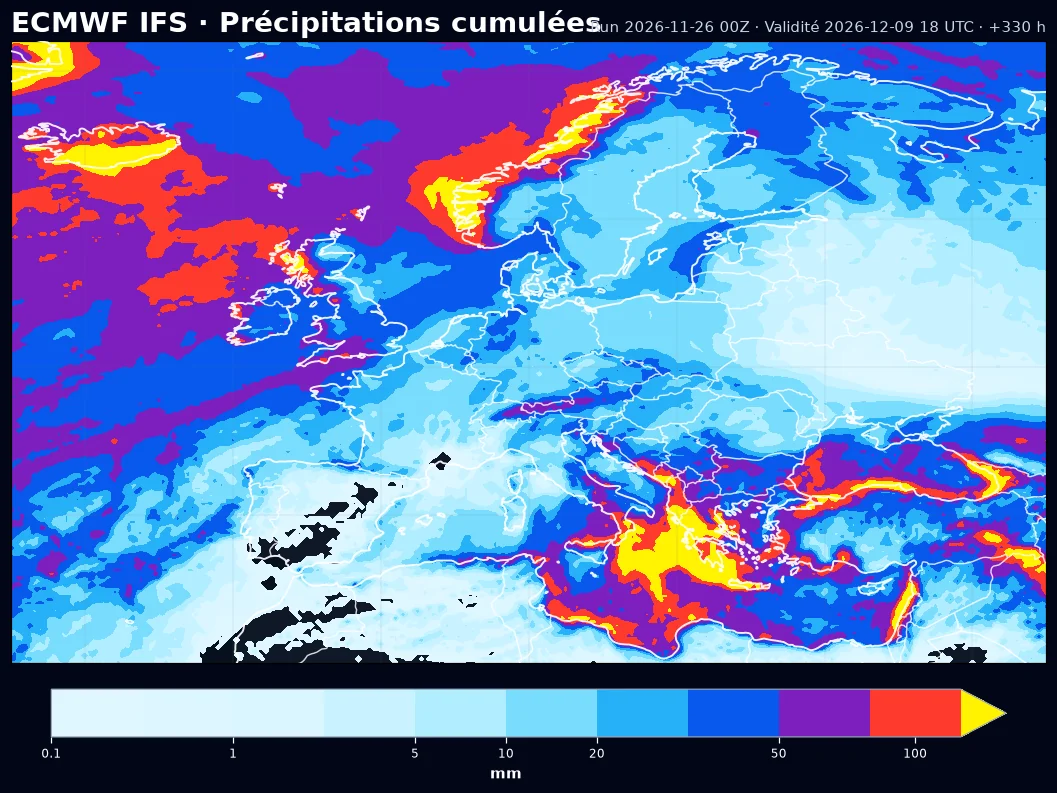 ECMWF IFS · Précipitations cumulées
Run 2026-11-26 00Z · Validité 2026-12-09 18 UTC · +330 h
0.1 1 5 10 20 50 100
mm